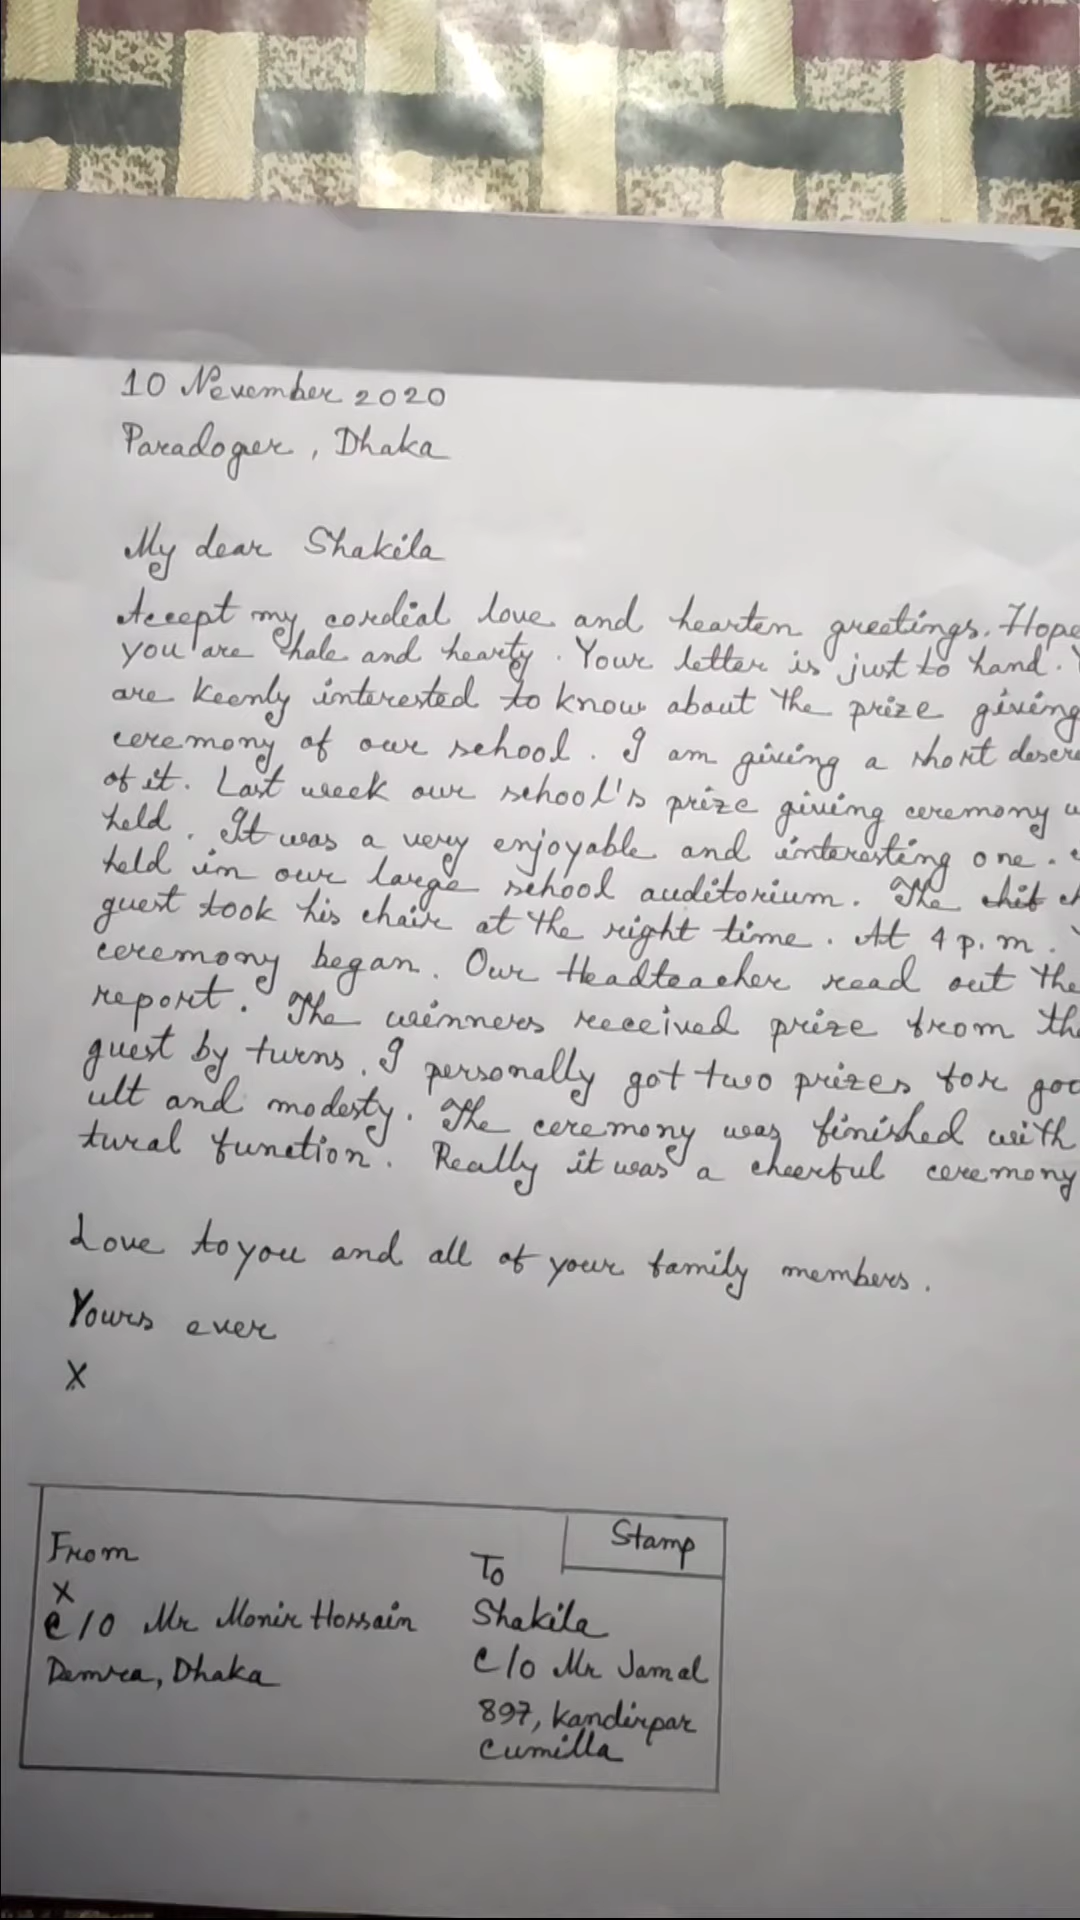 10 November 2020
Paradoger, Dhaka
My dear Shakila
Accept my cordial love and hearten greetings. Hope
you are hale and hearty. Your letter is just to hand.
are keenly interested to know about the prize giving
ceremony of our school. I am giving a short descr
of it. Last week our school's prize giving ceremony
held. It was a very enjoyable and interesting one.
held in our large school auditorium. The chif ch
guest took his chair at the right time. At 4 p.m.
ceremony began. Our Headteacher read out the
report. The winners received prize from the
guest by turns. I personally got two prizes for goo
ult and modesty. The ceremony was finished with
tural function. Really it was a cheerful ceremony
Love to you and all of your family members.
Yours ever
X
Stamp
From
X
C/O Mr Monir Hossain
Demra, Dhaka
To
Shakila
C/o Mr Jamal
897, Kandirpar
Cumilla